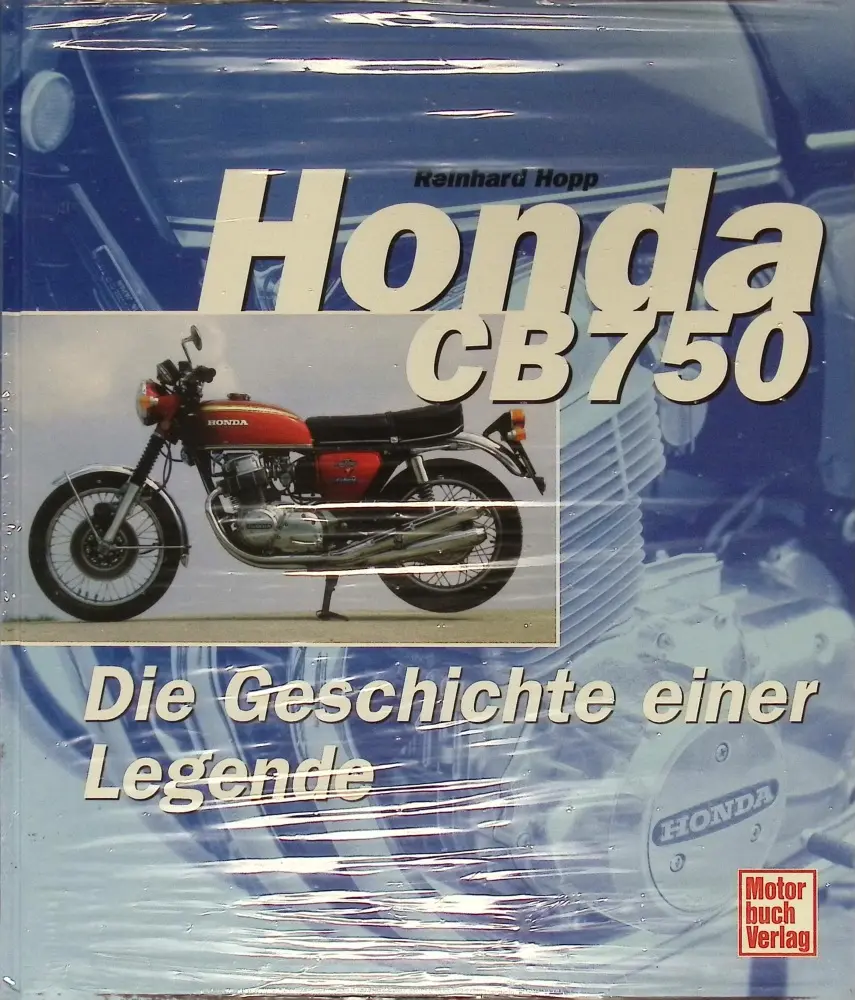 Reinhard Hopp
Honda
CB750
HONDA
Die Geschichte einer
Legende
HONDA
Motor
buch
Verlag